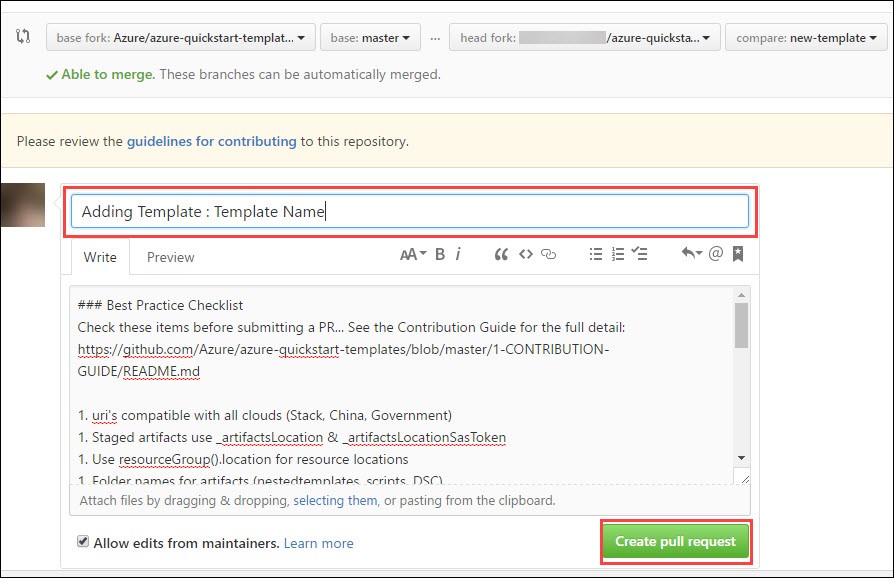 base fork: Azure/azure-quickstart-templat... base: master ... head fork: /azure-quicksta... compare: new-template
Able to merge. These branches can be automatically merged.
Please review the guidelines for contributing to this repository.
Adding Template : Template Name
Write Preview AA B i
### Best Practice Checklist
Check these items before submitting a PR... See the Contribution Guide for the full detail:
https://github.com/Azure/azure-quickstart-templates/blob/master/1-CONTRIBUTION-
GUIDE/README.md
1. uri's compatible with all clouds (Stack, China, Government)
1. Staged artifacts use _artifactsLocation & _artifactsLocationSasToken
1. Use resourceGroup().location for resource locations
1. Folder names for artifacts (nestedtemplates, scripts, DSC)
Attach files by dragging & dropping, selecting them, or pasting from the clipboard.
Allow edits from maintainers. Learn more Create pull request